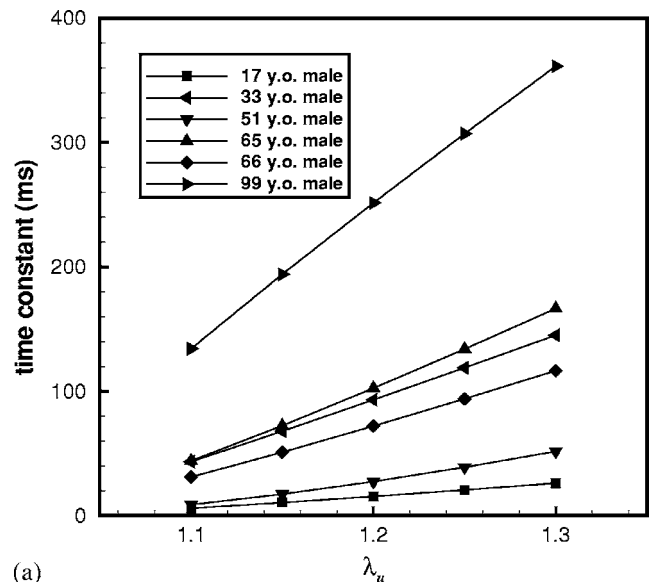 400
300
200
100
0
time constant (ms)
17 y.o. male
33 y.o. male
51 y.o. male
65 y.o. male
66 y.o. male
99 y.o. male
1.1 1.2 1.3
(a) λu